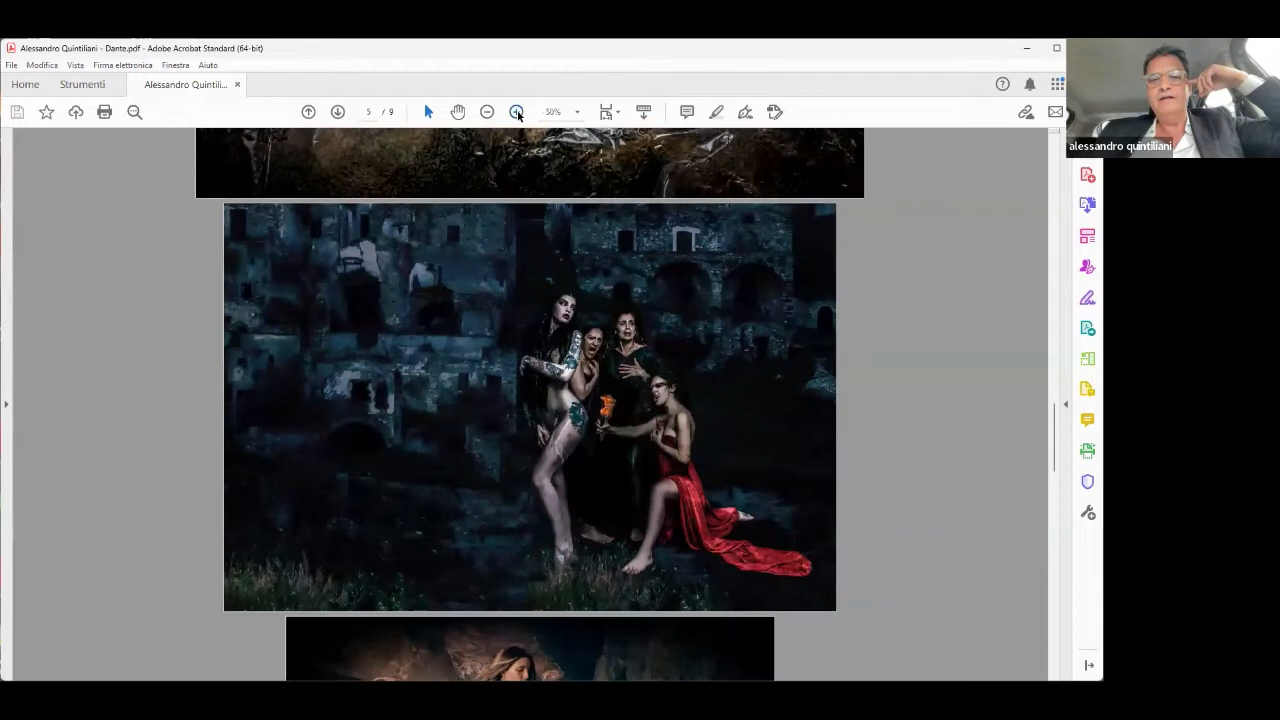 Alessandro Quintiliani - Dante.pdf - Adobe Acrobat Standard (64-bit)
File Modifica Vista Firma elettronica Finestra Aiuto
Home Strumenti Alessandro Quintili... ×
5 / 9 50%
alessandro quintiliani